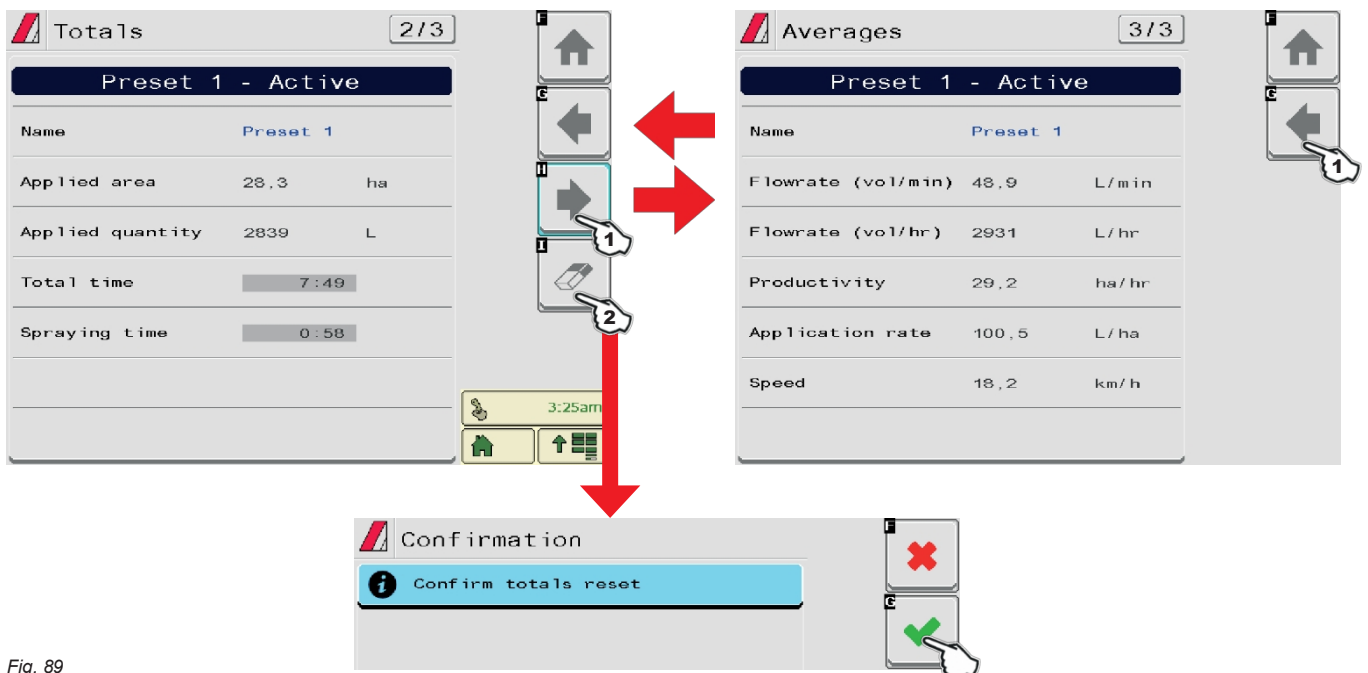 Totals 2/3
Preset 1 - Active
Name Preset 1
Applied area 28,3 ha
Applied quantity 2839 L
Total time 7:49
Spraying time 0:58
F
G
H
1
I
2
3:25am
Averages 3/3
Preset 1 - Active
Name Preset 1
Flowrate (vol/min) 48,9 L/min
Flowrate (vol/hr) 2931 L/hr
Productivity 29,2 ha/hr
Application rate 100,5 L/ha
Speed 18,2 km/h
F
G
1
Confirmation
i Confirm totals reset
F
G
Fig. 89